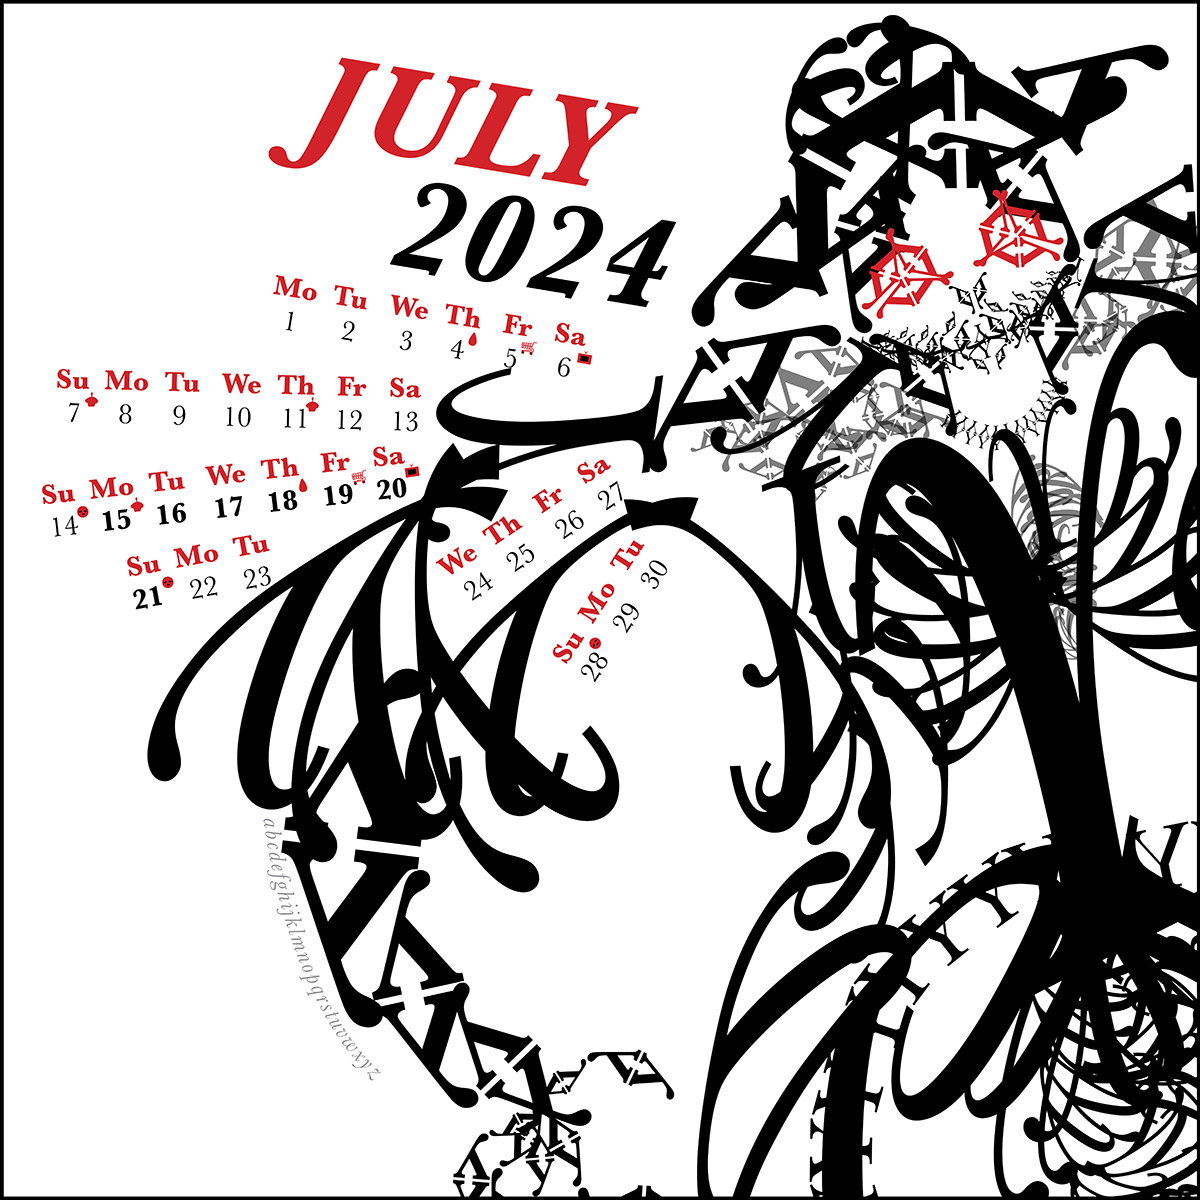 JULY
2024
Mo Tu We Th Fr Sa
1 2 3 4 5 6
Su Mo Tu We Th Fr Sa
7 8 9 10 11 12 13
Su Mo Tu We Th Fr Sa
14 15 16 17 18 19 20
Su Mo Tu
21 22 23
We Th Fr Sa
24 25 26 27
Su Mo Tu
28 29 30
abcdefghijklmnopqrstuvwxyz